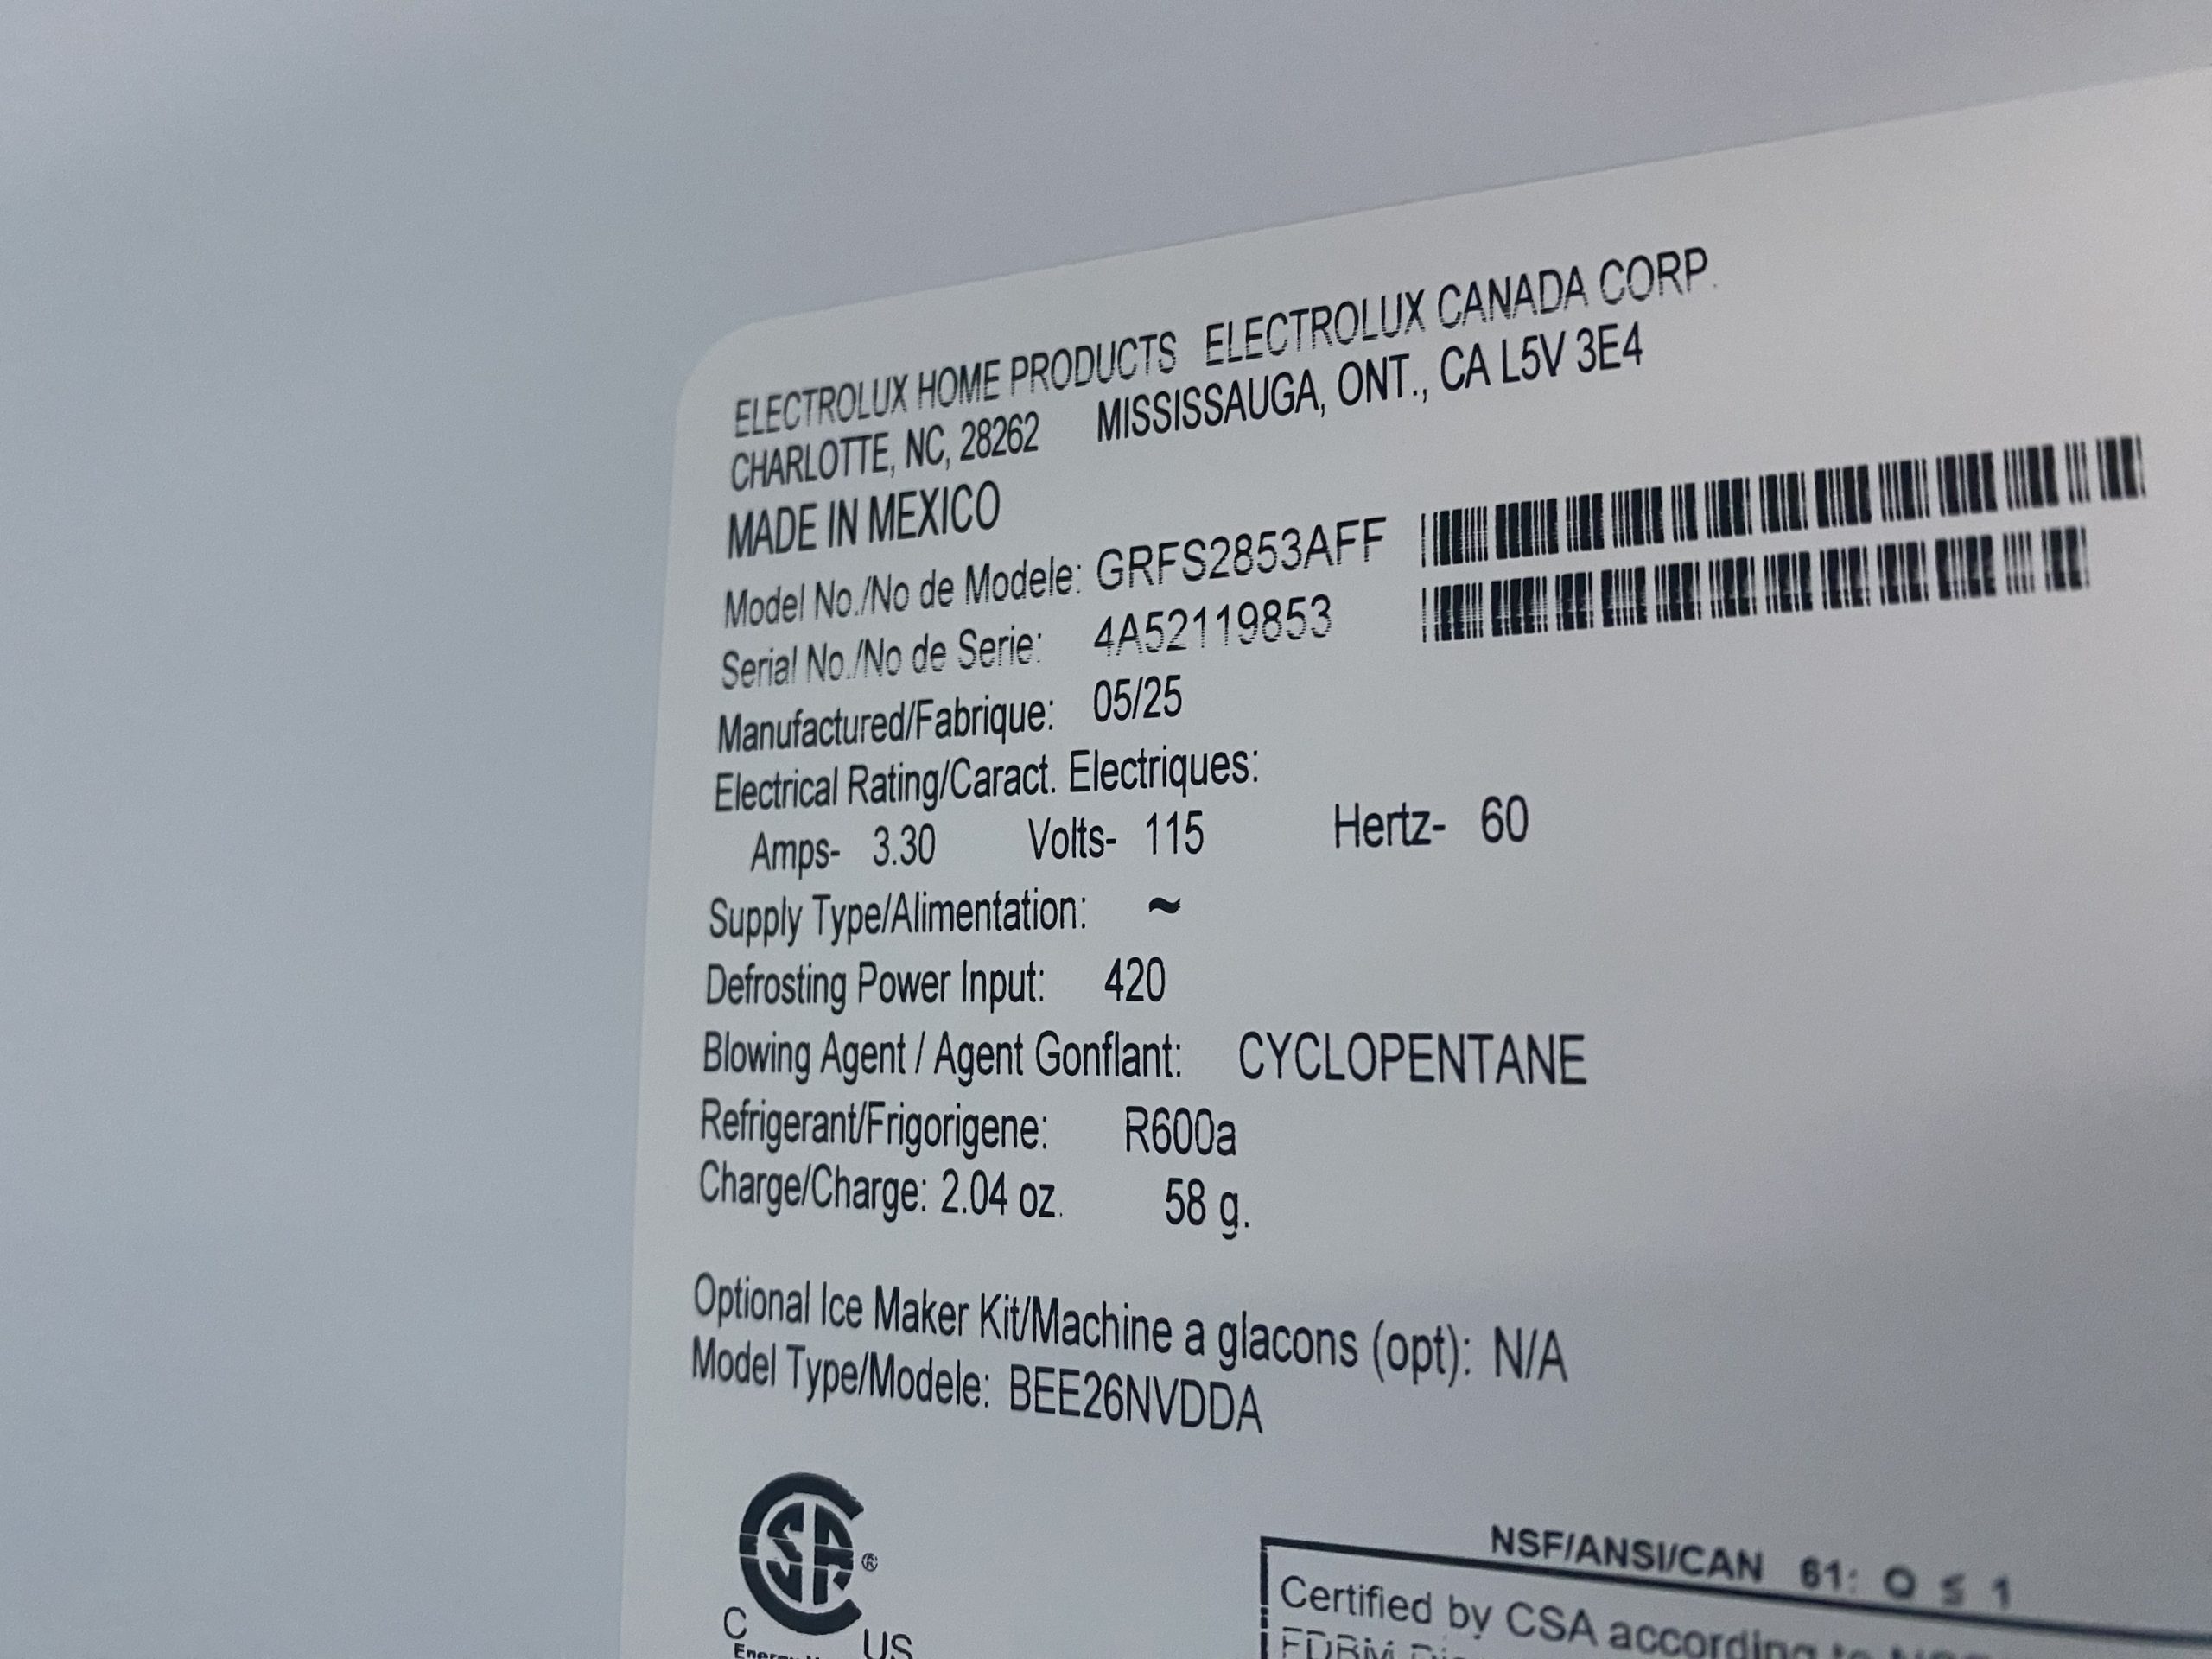 ELECTROLUX HOME PRODUCTS ELECTROLUX CANADA CORP.
CHARLOTTE, NC, 28262 MISSISSAUGA, ONT., CA L5V 3E4
MADE IN MEXICO
Model No./No de Modele: GRFS2853AFF
Serial No./No de Serie: 4A52119853
Manufactured/Fabrique: 05/25
Electrical Rating/Caract. Electriques:
Amps- 3.30 Volts- 115 Hertz- 60
Supply Type/Alimentation: ~
Defrosting Power Input: 420
Blowing Agent / Agent Gonflant: CYCLOPENTANE
Refrigerant/Frigorigene: R600a
Charge/Charge: 2.04 oz. 58 g.
Optional Ice Maker Kit/Machine a glacons (opt): N/A
Model Type/Modele: BEE26NVDDA
CSA ®
C US
NSF/ANSI/CAN 61: Q ≤ 1
Certified by CSA according to